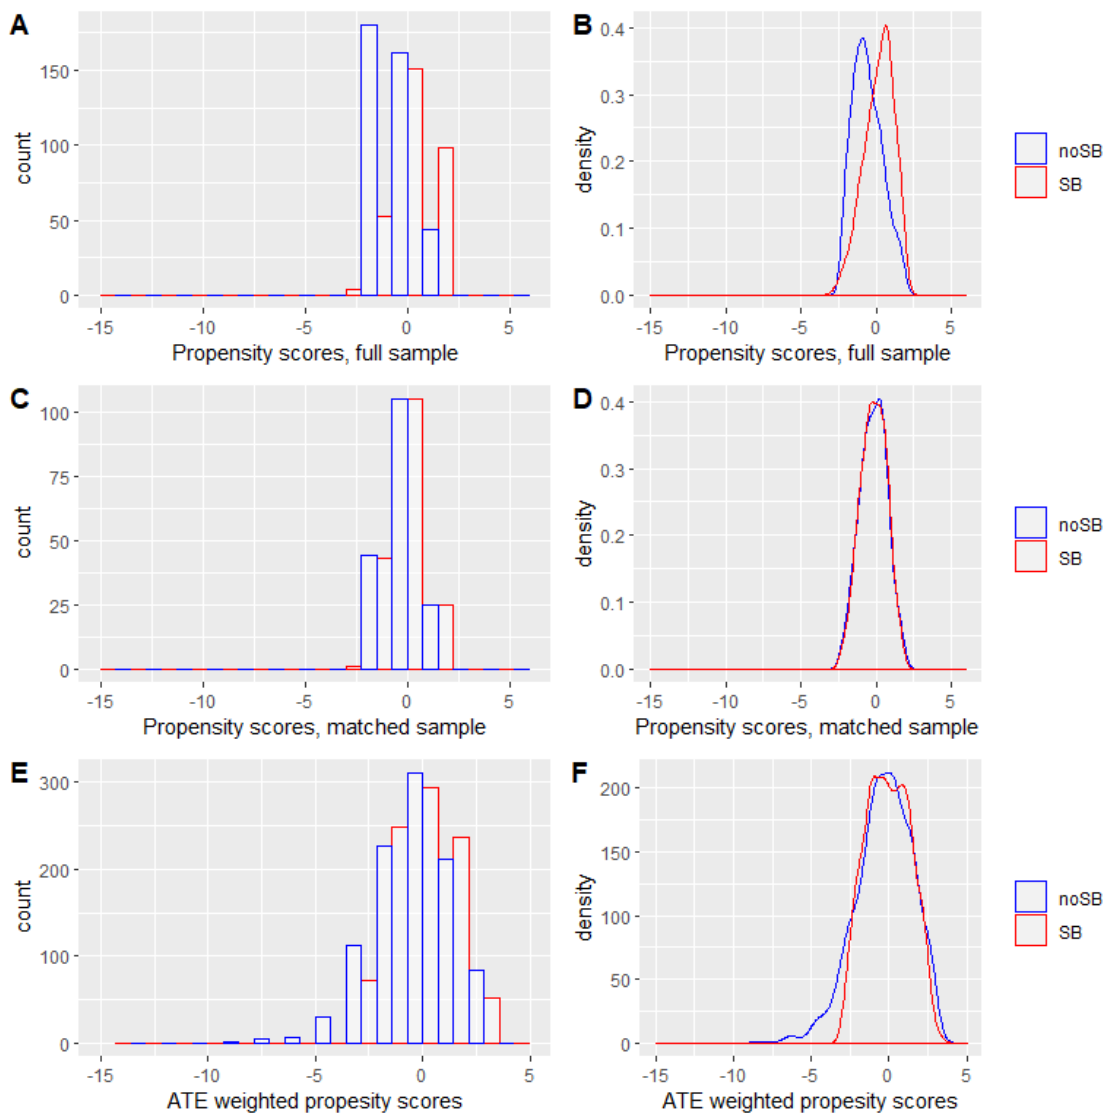 A
count
150
100
50
0
-15 -10 -5 0 5
Propensity scores, full sample
B
density
0.4
0.3
0.2
0.1
0.0
-15 -10 -5 0 5
Propensity scores, full sample
noSB
SB
C
count
100
75
50
25
0
-15 -10 -5 0 5
Propensity scores, matched sample
D
density
0.4
0.3
0.2
0.1
0.0
-15 -10 -5 0 5
Propensity scores, matched sample
noSB
SB
E
count
300
200
100
0
-15 -10 -5 0 5
ATE weighted propesity scores
F
density
200
150
100
50
0
-15 -10 -5 0 5
ATE weighted propesity scores
noSB
SB